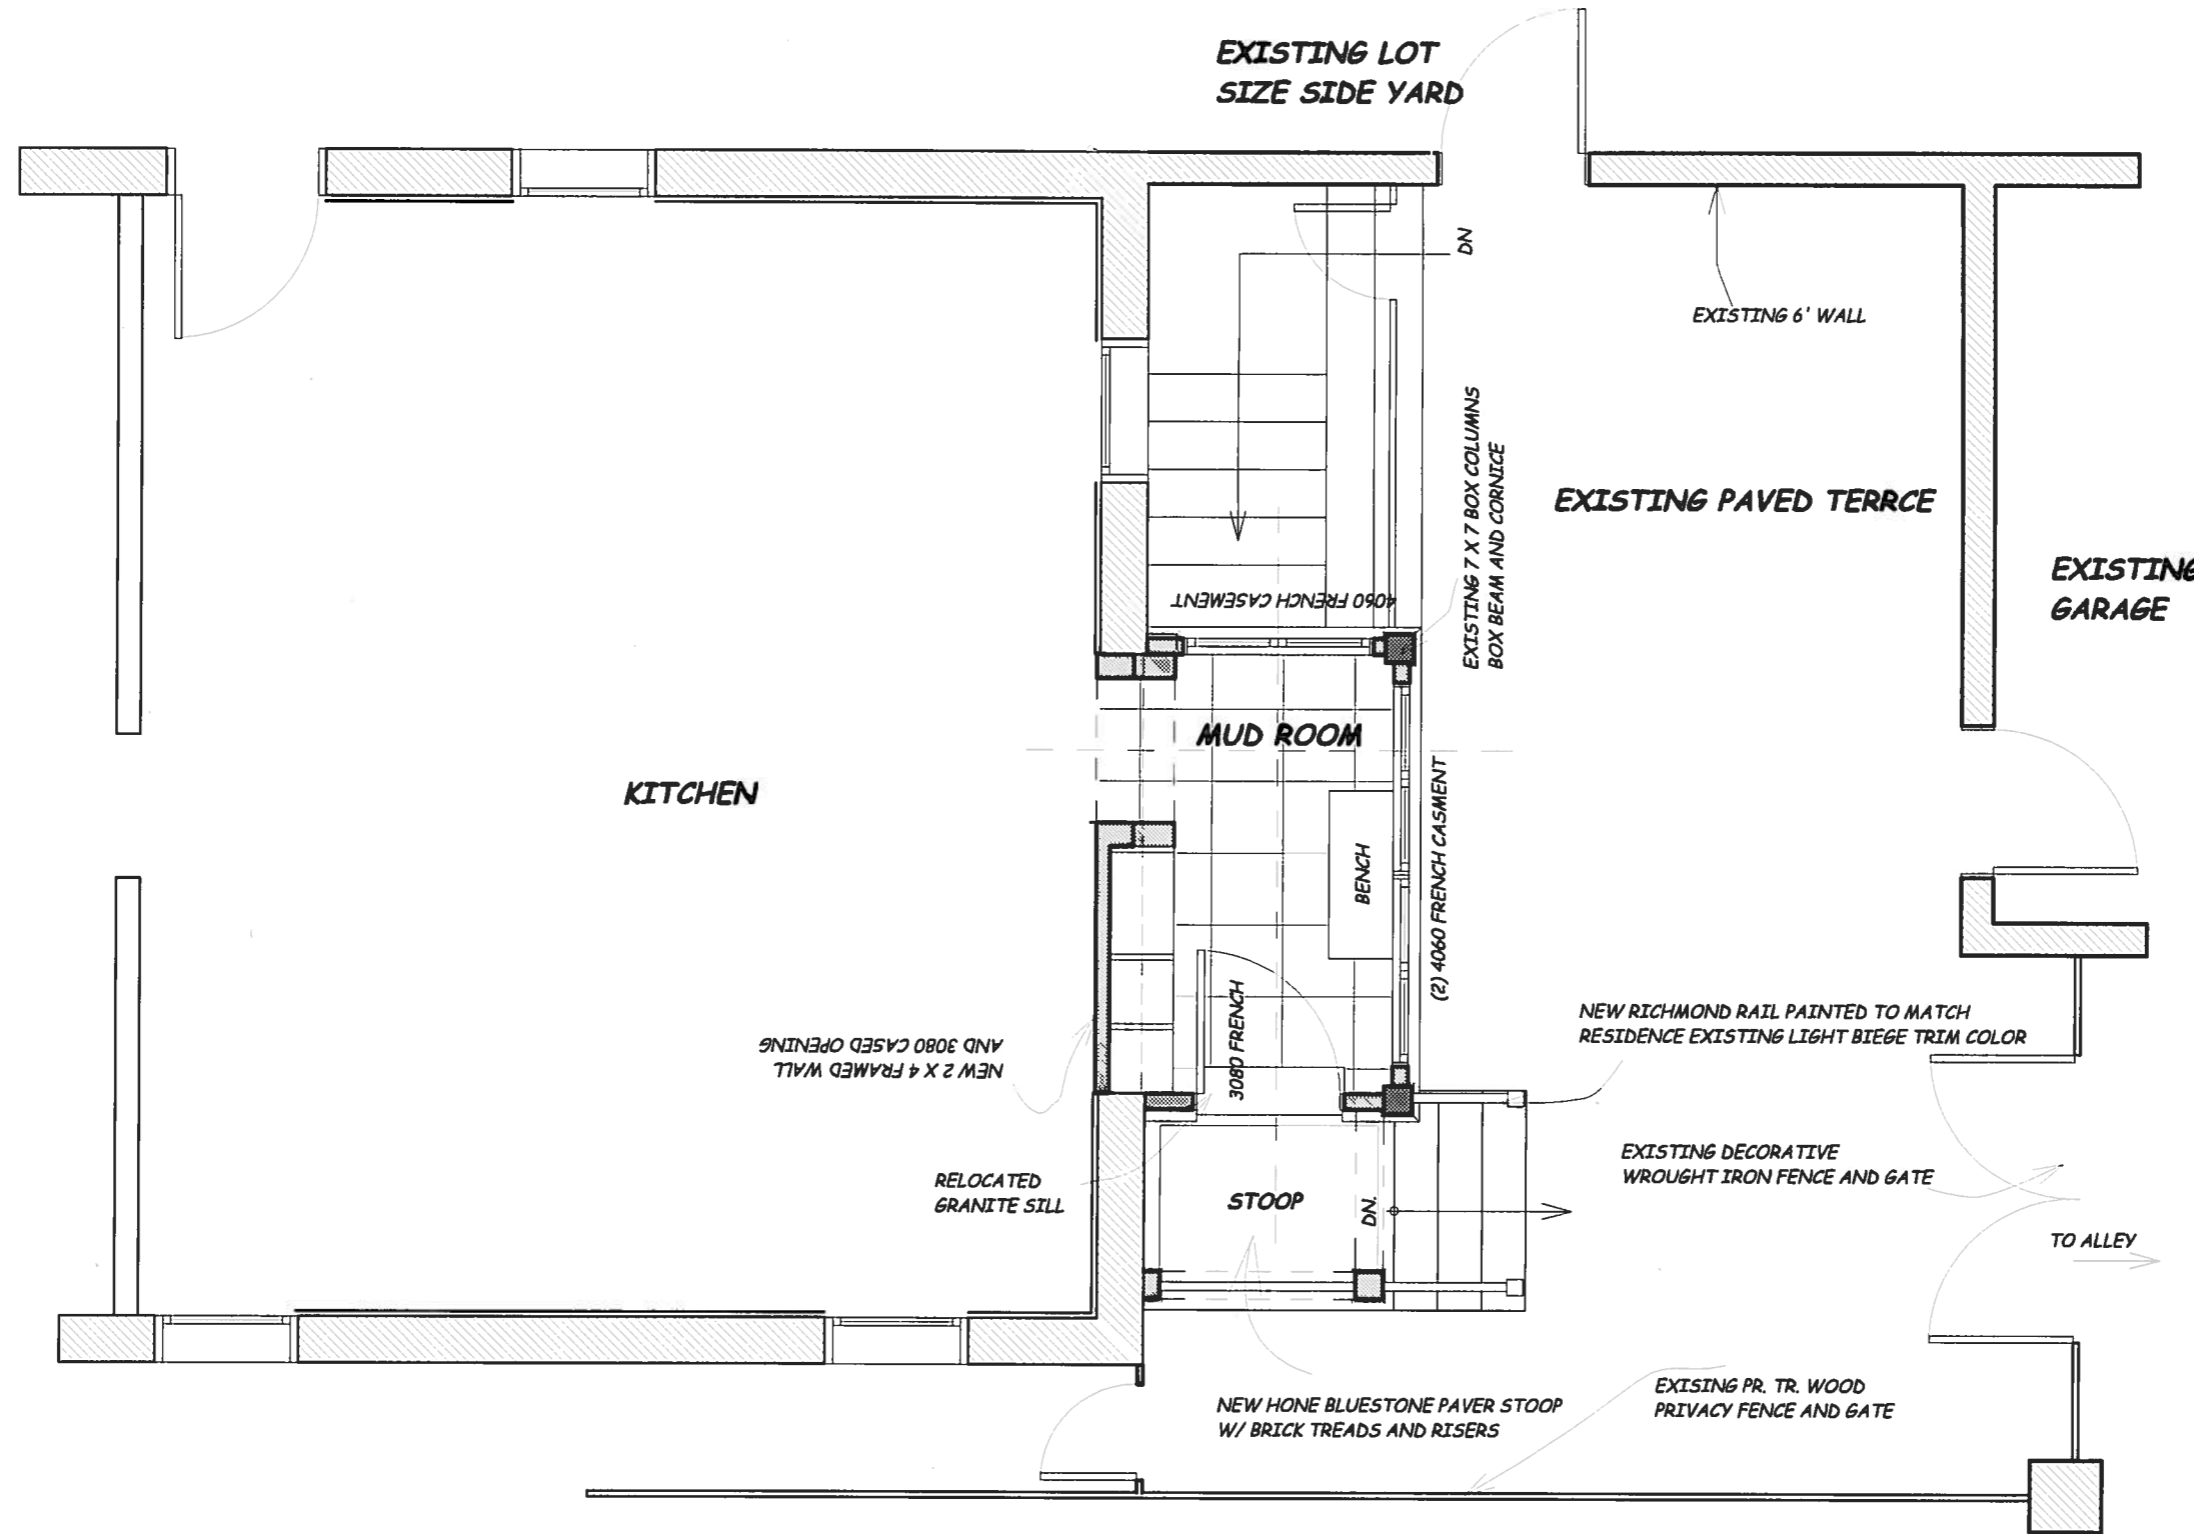 EXISTING LOT
SIZE SIDE YARD
DN
EXISTING 6' WALL
EXISTING 7 X 7 BOX COLUMNS
BOX BEAM AND CORNICE
EXISTING PAVED TERRCE
EXISTING
GARAGE
4060 FRENCH CASEMENT
MUD ROOM
KITCHEN
BENCH
(2) 4060 FRENCH CASMENT
3080 FRENCH
NEW 2 X 4 FRAMED WALL
AND 3080 CASED OPENING
NEW RICHMOND RAIL PAINTED TO MATCH
RESIDENCE EXISTING LIGHT BIEGE TRIM COLOR
RELOCATED
GRANITE SILL
STOOP
DN.
EXISTING DECORATIVE
WROUGHT IRON FENCE AND GATE
TO ALLEY
NEW HONE BLUESTONE PAVER STOOP
W/ BRICK TREADS AND RISERS
EXISING PR. TR. WOOD
PRIVACY FENCE AND GATE